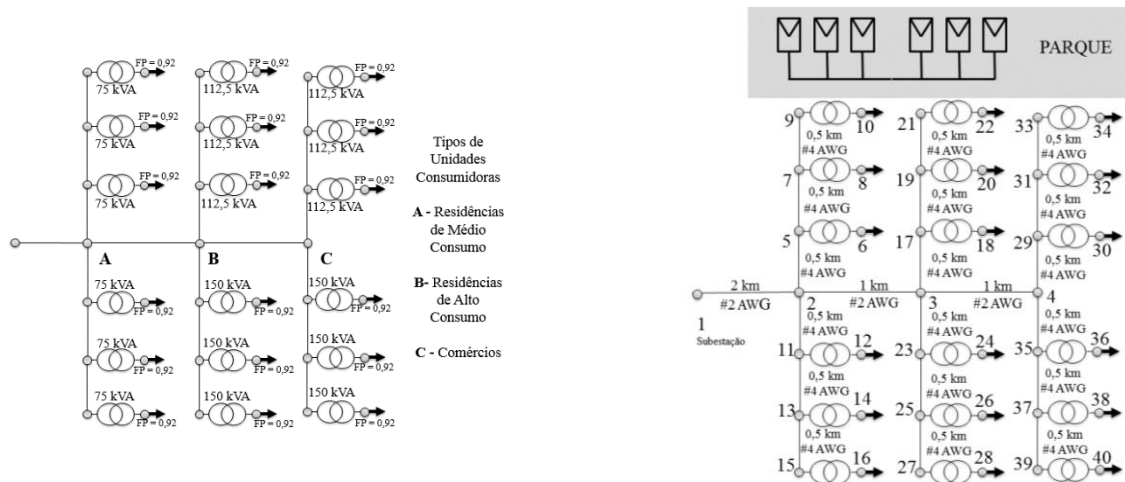 FP = 0,92 FP = 0,92 FP = 0,92
75 kVA 112,5 kVA 112,5 kVA
FP = 0,92 FP = 0,92 FP = 0,92
75 kVA 112,5 kVA 112,5 kVA
FP = 0,92 FP = 0,92 FP = 0,92
75 kVA 112,5 kVA 112,5 kVA
A B C
75 kVA 150 kVA 150 kVA
FP = 0,92 FP = 0,92 FP = 0,92
75 kVA 150 kVA 150 kVA
FP = 0,92 FP = 0,92 FP = 0,92
75 kVA 150 kVA 150 kVA
FP = 0,92 FP = 0,92 FP = 0,92
Tipos de
Unidades
Consumidoras
A - Residências
de Médio
Consumo
B- Residências
de Alto
Consumo
C - Comércios
PARQUE
9 10 21 22 33 34
0,5 km 0,5 km 0,5 km
#4 AWG #4 AWG #4 AWG
7 8 19 20 31 32
0,5 km 0,5 km 0,5 km
#4 AWG #4 AWG #4 AWG
5 6 17 18 29 30
0,5 km 0,5 km 0,5 km
#4 AWG #4 AWG #4 AWG
2 km 1 km 1 km
#2 AWG #2 AWG #2 AWG
1 2 3 4
Subestação
0,5 km 0,5 km 0,5 km
#4 AWG #4 AWG #4 AWG
11 12 23 24 35 36
0,5 km 0,5 km 0,5 km
#4 AWG #4 AWG #4 AWG
13 14 25 26 37 38
0,5 km 0,5 km 0,5 km
#4 AWG #4 AWG #4 AWG
15 16 27 28 39 40